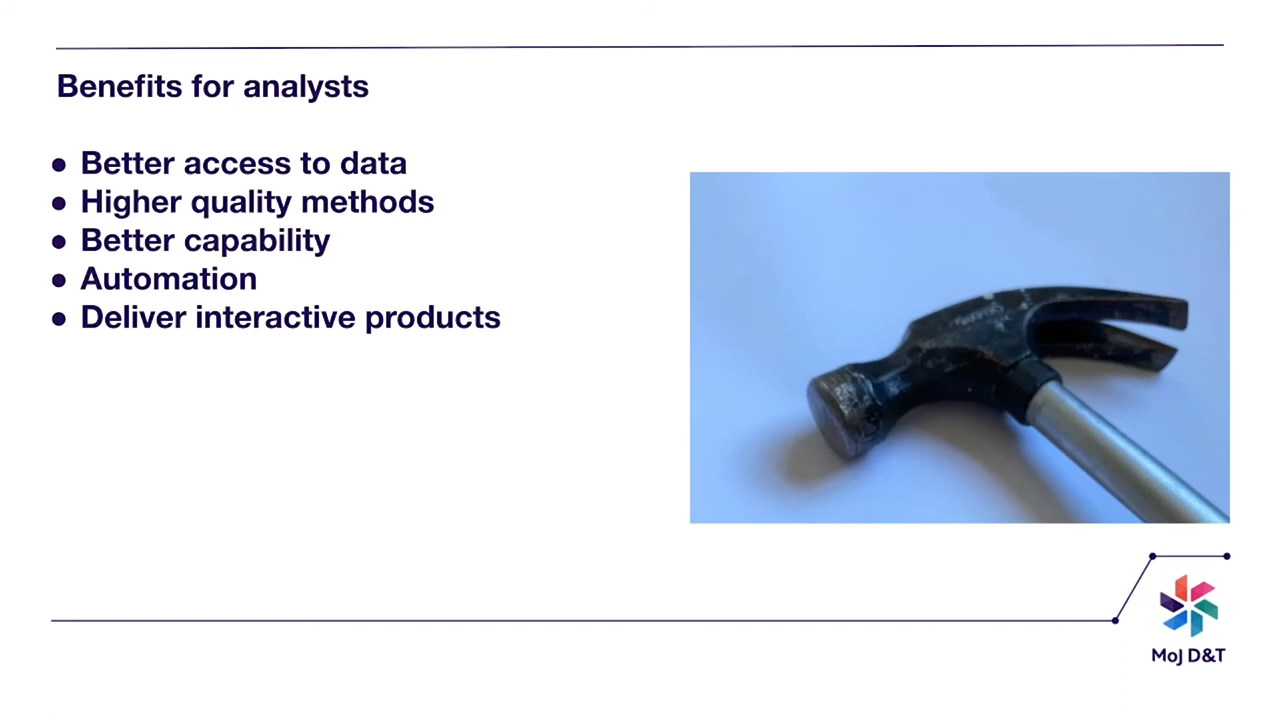 Benefits for analysts
● Better access to data
● Higher quality methods
● Better capability
● Automation
● Deliver interactive products
MoJ D&T